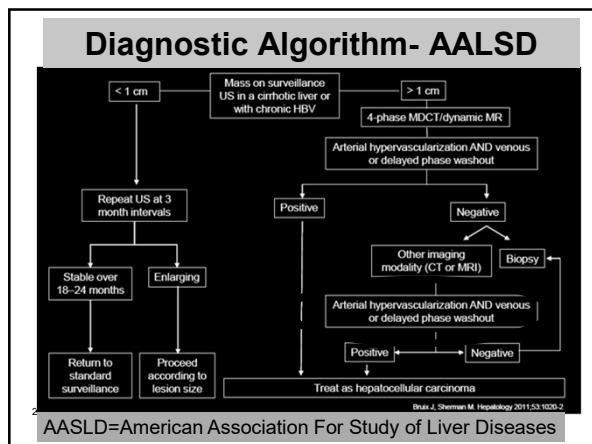 Diagnostic Algorithm- AALSD
Mass on surveillance
US in a cirrhotic liver or
with chronic HBV
< 1 cm
> 1 cm
4-phase MDCT/dynamic MR
Arterial hypervascularization AND venous
or delayed phase washout
Repeat US at 3
month intervals
Positive
Negative
Other imaging
modality (CT or MRI)
Biopsy
Stable over
18–24 months
Enlarging
Arterial hypervascularization AND venous
or delayed phase washout
Positive
Negative
Return to
standard
surveillance
Proceed
according to
lesion size
Treat as hepatocellular carcinoma
Bruix J, Sherman M. Hepatology 2011;53:1020-2
2
AASLD=American Association For Study of Liver Diseases